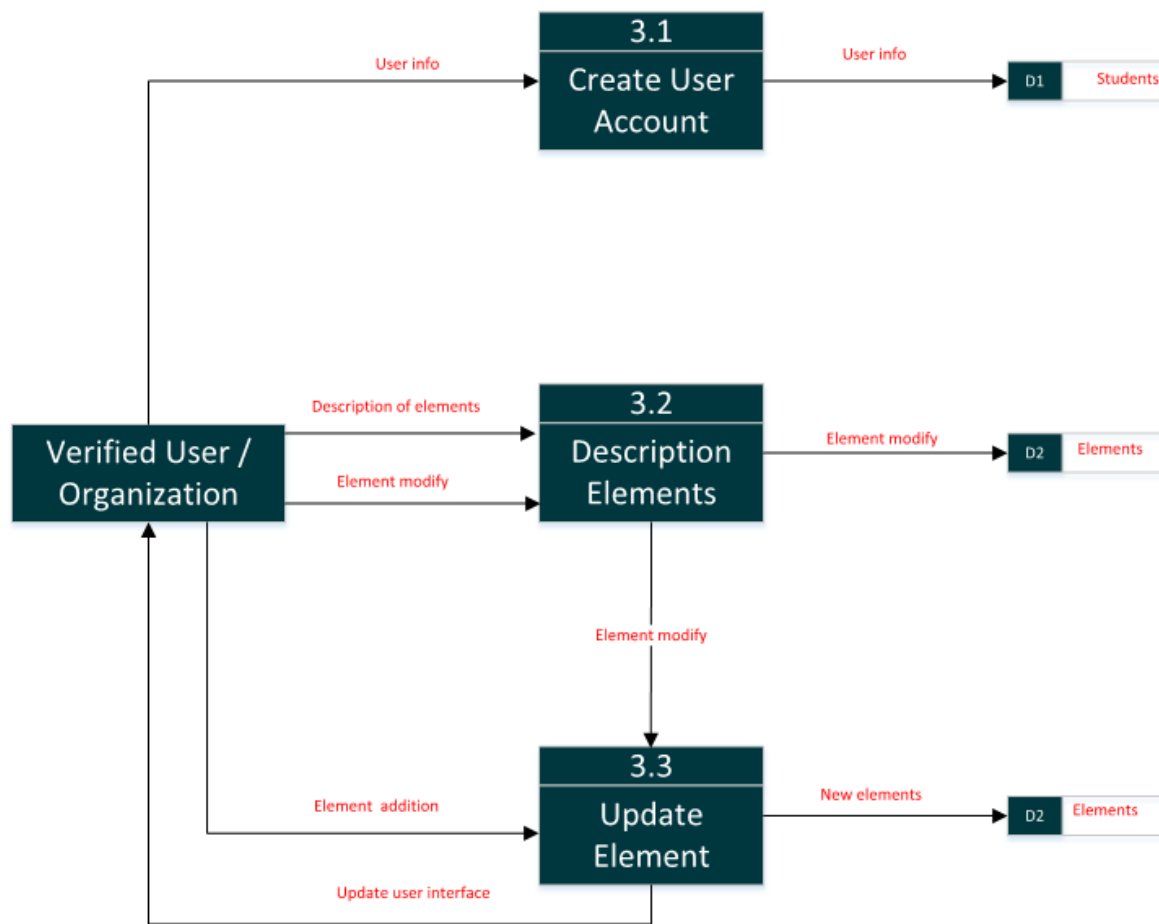 3.1
User info
User info
Create User
Account
D1
Students
3.2
Description of elements
Element modify
Verified User /
Organization
Description
Elements
D2
Elements
Element modify
Element modify
3.3
New elements
Element  addition
Update
Element
D2
Elements
Update user interface